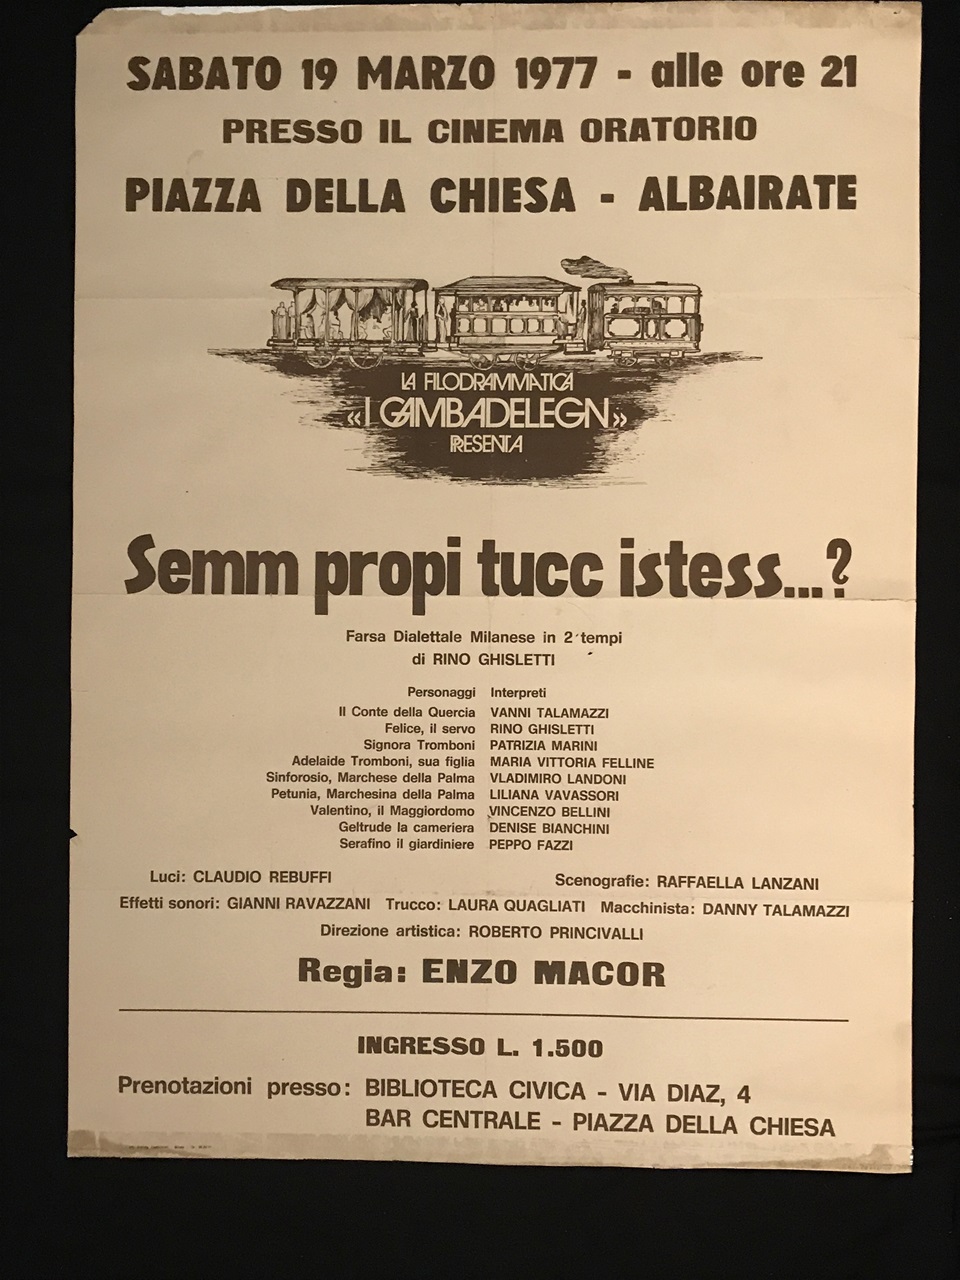 SABATO 19 MARZO 1977 - alle ore 21
PRESSO IL CINEMA ORATORIO
PIAZZA DELLA CHIESA - ALBAIRATE
LA FILODRAMMATICA
«I GAMBADELEGN»
PRESENTA
Semm propi tucc istess...?
Farsa Dialettale Milanese in 2 tempi
di RINO GHISLETTI
Personaggi Interpreti
Il Conte della Quercia VANNI TALAMAZZI
Felice, il servo RINO GHISLETTI
Signora Tromboni PATRIZIA MARINI
Adelaide Tromboni, sua figlia MARIA VITTORIA FELLINE
Sinforosio, Marchese della Palma VLADIMIRO LANDONI
Petunia, Marchesina della Palma LILIANA VAVASSORI
Valentino, il Maggiordomo VINCENZO BELLINI
Geltrude la cameriera DENISE BIANCHINI
Serafino il giardiniere PEPPO FAZZI
Luci: CLAUDIO REBUFFI Scenografie: RAFFAELLA LANZANI
Effetti sonori: GIANNI RAVAZZANI Trucco: LAURA QUAGLIATI Macchinista: DANNY TALAMAZZI
Direzione artistica: ROBERTO PRINCIVALLI
Regia: ENZO MACOR
INGRESSO L. 1.500
Prenotazioni presso: BIBLIOTECA CIVICA - VIA DIAZ, 4
BAR CENTRALE - PIAZZA DELLA CHIESA